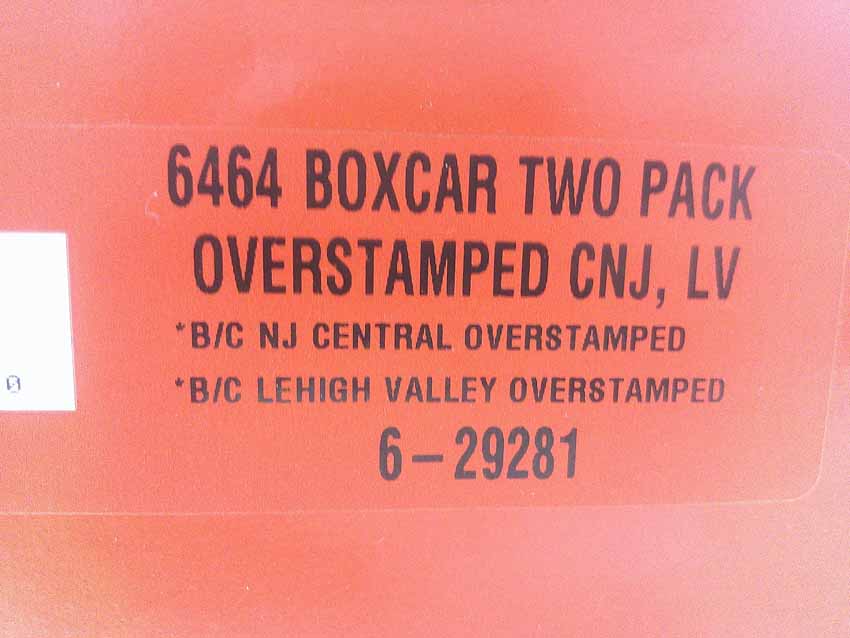 6464 BOXCAR TWO PACK
OVERSTAMPED CNJ, LV
*B/C NJ CENTRAL OVERSTAMPED
*B/C LEHIGH VALLEY OVERSTAMPED
6-29281